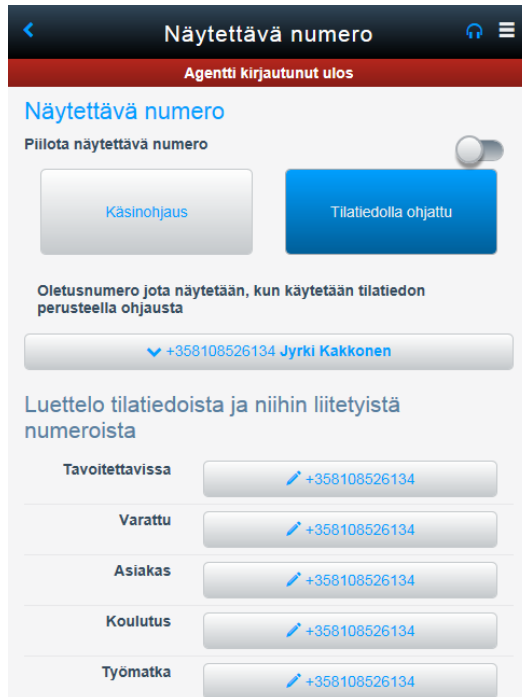 Näytettävä numero
Agentti kirjautunut ulos
Näytettävä numero
Piilota näytettävä numero
Käsinohjaus
Tilatiedolla ohjattu
Oletusnumero jota näytetään, kun käytetään tilatiedon
perusteella ohjausta
+358108526134 Jyrki Kakkonen
Luettelo tilatiedoista ja niihin liitetyistä
numeroista
Tavoitettavissa
+358108526134
Varattu
+358108526134
Asiakas
+358108526134
Koulutus
+358108526134
Työmatka
+358108526134